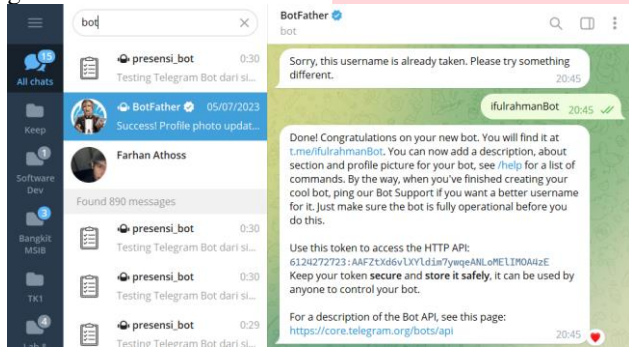 bot
BotFather
bot
15
All chats
Keep
1
Software
Dev
3
Bangkit
MSIB
TK1
4
presensi_bot 0:30
Testing Telegram Bot dari si...
BotFather 05/07/2023
Success! Profile photo updat...
Farhan Athoss
Found 890 messages
presensi_bot 0:30
Testing Telegram Bot dari si...
presensi_bot 0:30
Testing Telegram Bot dari si...
presensi_bot 0:29
Testing Telegram Bot dari si...
Sorry, this username is already taken. Please try something
different. 20:45
ifulrahmanBot 20:45
Done! Congratulations on your new bot. You will find it at
t.me/ifulrahmanBot. You can now add a description, about
section and profile picture for your bot, see /help for a list of
commands. By the way, when you've finished creating your
cool bot, ping our Bot Support if you want a better username
for it. Just make sure the bot is fully operational before you
do this.
Use this token to access the HTTP API:
6124272723:AAFZtXd6vlXYldim7ywqeANLoMElIMOA4zE
Keep your token secure and store it safely, it can be used by
anyone to control your bot.
For a description of the Bot API, see this page:
https://core.telegram.org/bots/api
20:45